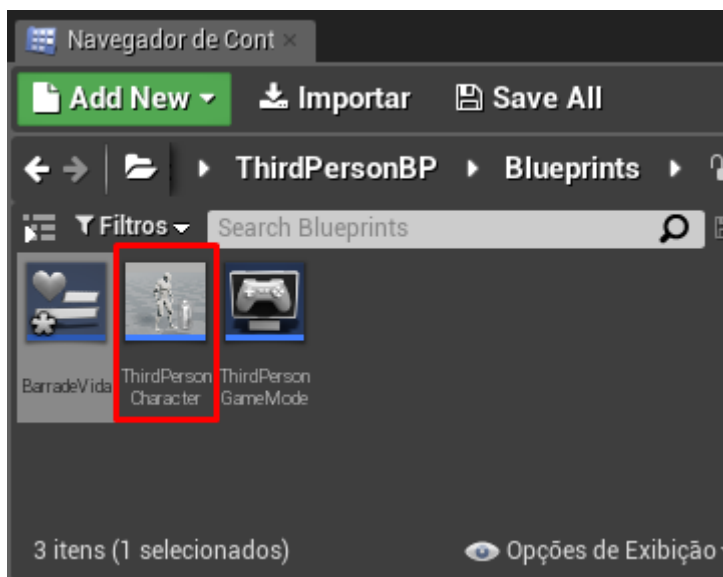 Navegador de Cont
Add New Importar Save All
ThirdPersonBP Blueprints
Filtros Search Blueprints
BarradeVida ThirdPerson Character ThirdPerson GameMode
3 itens (1 selecionados) Opções de Exibição